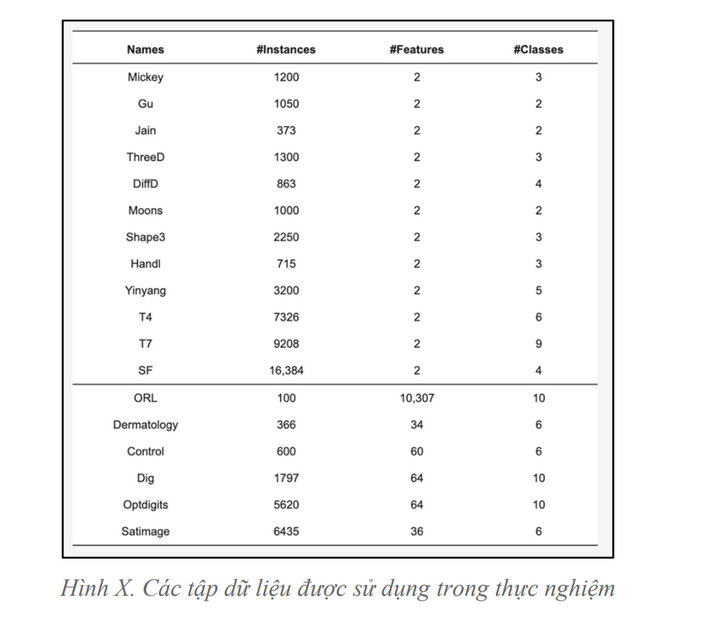 Names #Instances #Features #Classes
Mickey 1200 2 3
Gu 1050 2 2
Jain 373 2 2
ThreeD 1300 2 3
DiffD 863 2 4
Moons 1000 2 2
Shape3 2250 2 3
Handl 715 2 3
Yinyang 3200 2 5
T4 7326 2 6
T7 9208 2 9
SF 16,384 2 4
ORL 100 10,307 10
Dermatology 366 34 6
Control 600 60 6
Dig 1797 64 10
Optdigits 5620 64 10
Satimage 6435 36 6
Hình X. Các tập dữ liệu được sử dụng trong thực nghiệm